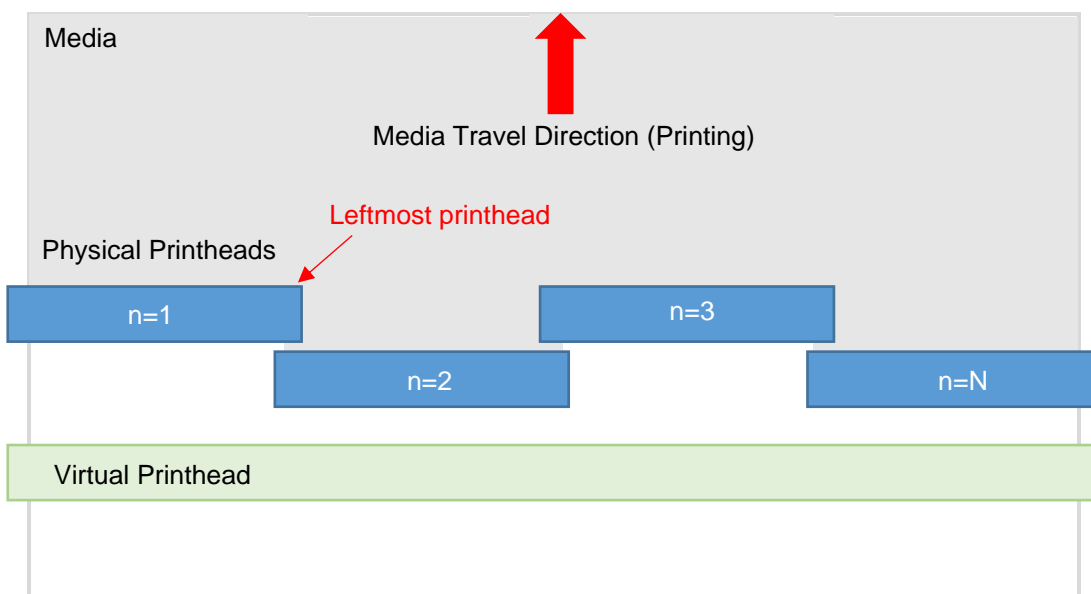 Media
Media Travel Direction (Printing)
Leftmost printhead
Physical Printheads
n=1
n=3
n=2
n=N
Virtual Printhead